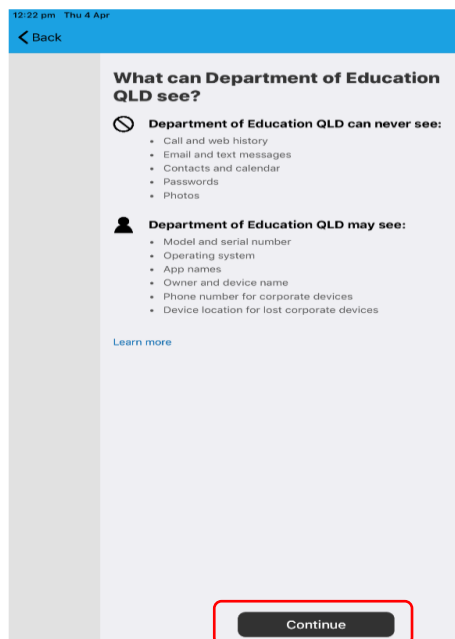 12:22 pm Thu 4 Apr
Back
What can Department of Education
QLD see?
Department of Education QLD can never see:
• Call and web history
• Email and text messages
• Contacts and calendar
• Passwords
• Photos
Department of Education QLD may see:
• Model and serial number
• Operating system
• App names
• Owner and device name
• Phone number for corporate devices
• Device location for lost corporate devices
Learn more
Continue